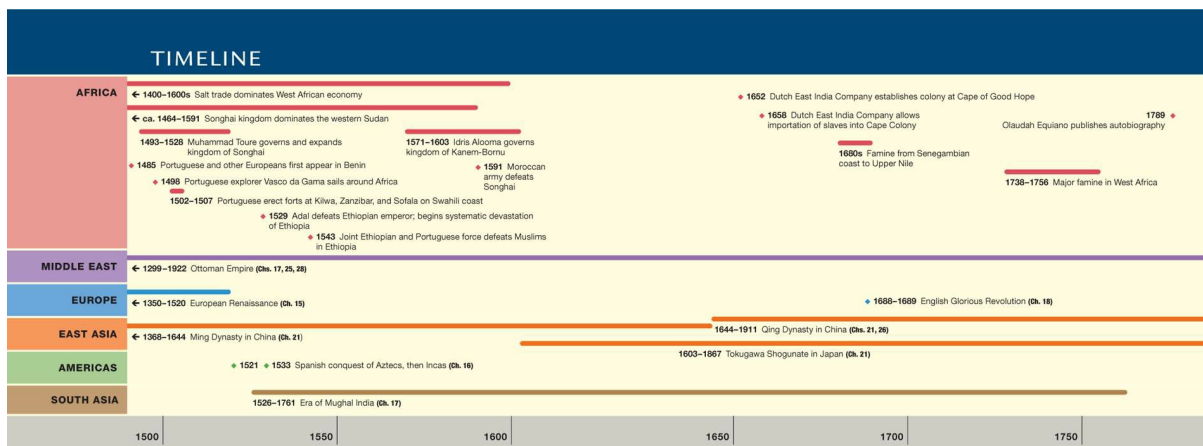 TIMELINE
AFRICA
← 1400–1600s Salt trade dominates West African economy
← ca. 1464–1591 Songhai kingdom dominates the western Sudan
1493–1528 Muhammad Toure governs and expands
kingdom of Songhai
1571–1603 Idris Alooma governs
kingdom of Kanem-Bornu
1485 Portuguese and other Europeans first appear in Benin
1591 Moroccan
army defeats
Songhai
1498 Portuguese explorer Vasco da Gama sails around Africa
1502–1507 Portuguese erect forts at Kilwa, Zanzibar, and Sofala on Swahili coast
1529 Adal defeats Ethiopian emperor; begins systematic devastation
of Ethiopia
1543 Joint Ethiopian and Portuguese force defeats Muslims
in Ethiopia
1652 Dutch East India Company establishes colony at Cape of Good Hope
1658 Dutch East India Company allows
importation of slaves into Cape Colony
1789
Olaudah Equiano publishes autobiography
1680s Famine from Senegambian
coast to Upper Nile
1738–1756 Major famine in West Africa
MIDDLE EAST
← 1299–1922 Ottoman Empire (Chs. 17, 25, 28)
EUROPE
← 1350–1520 European Renaissance (Ch. 15)
1688–1689 English Glorious Revolution (Ch. 18)
EAST ASIA
← 1368–1644 Ming Dynasty in China (Ch. 21)
1644–1911 Qing Dynasty in China (Chs. 21, 26)
1603–1867 Tokugawa Shogunate in Japan (Ch. 21)
AMERICAS
1521 1533 Spanish conquest of Aztecs, then Incas (Ch. 16)
SOUTH ASIA
1526–1761 Era of Mughal India (Ch. 17)
1500 1550 1600 1650 1700 1750